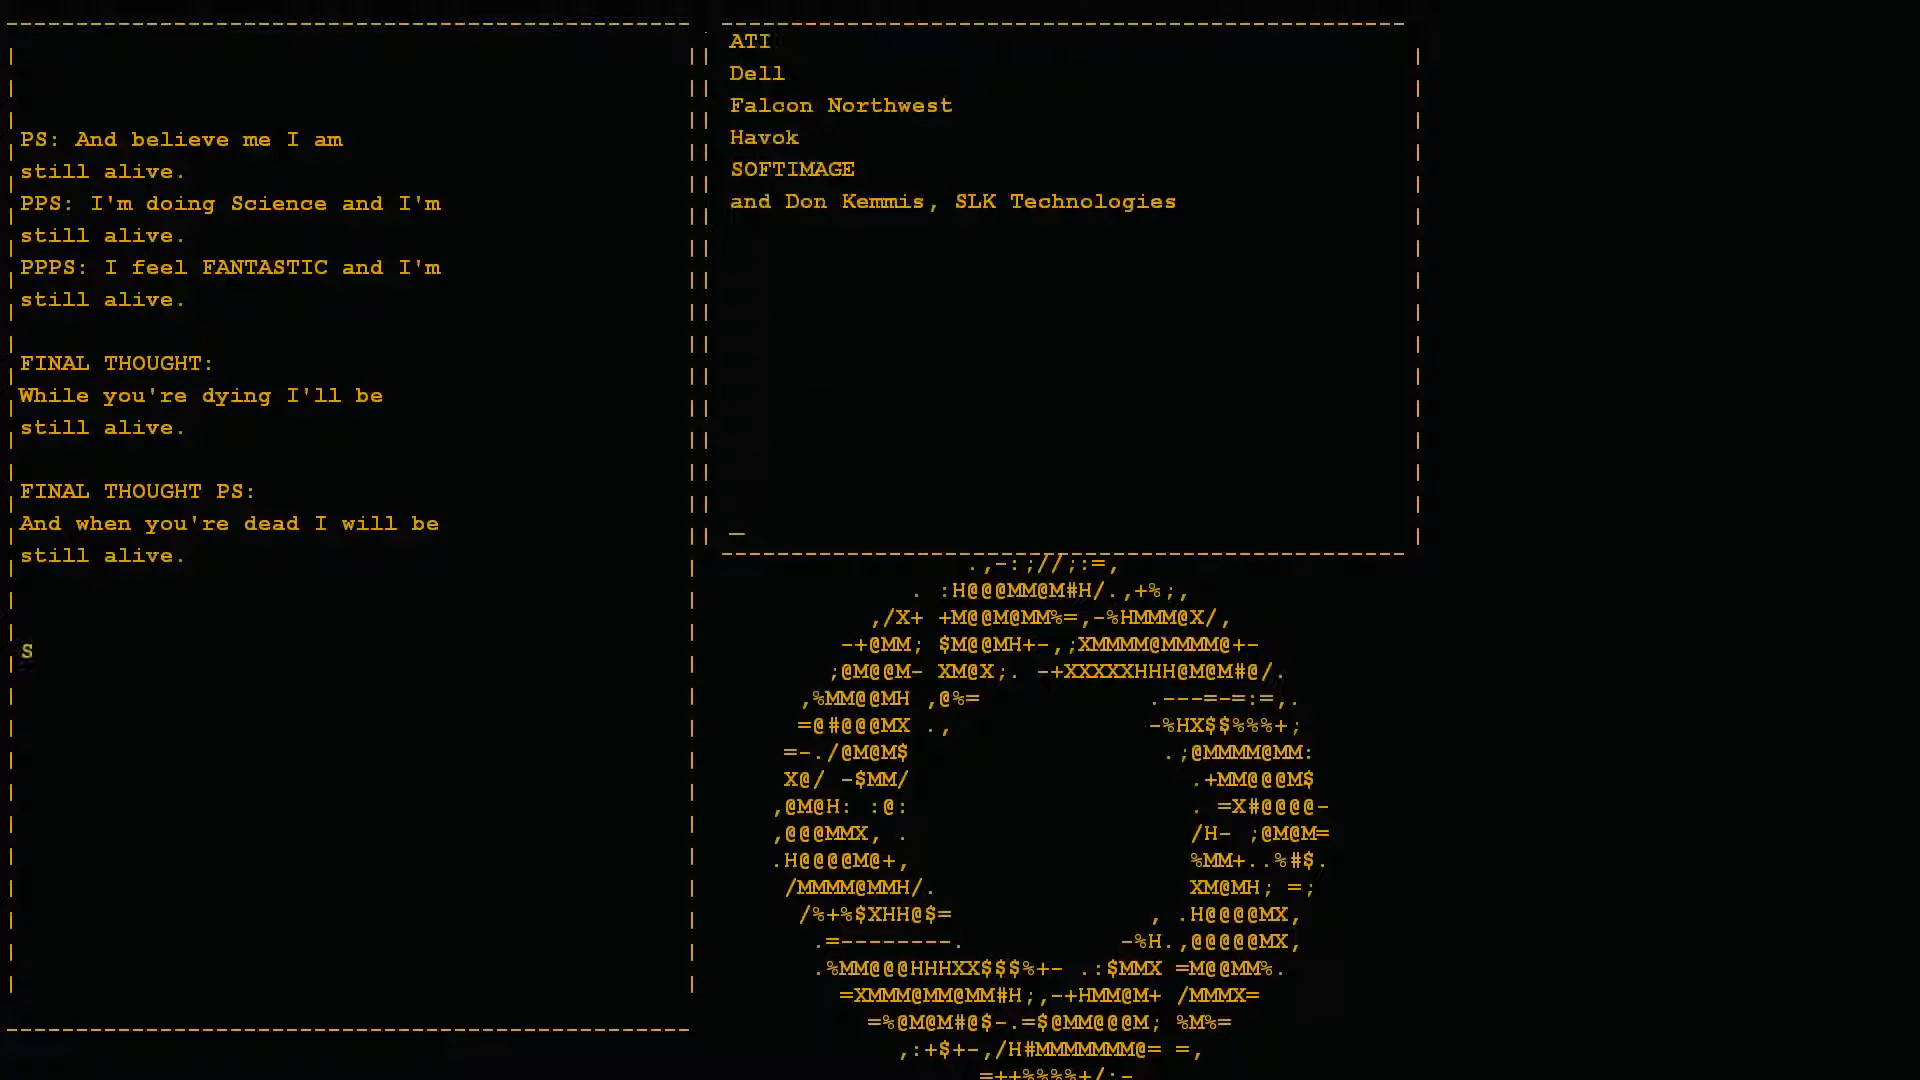 PS: And believe me I am
still alive.
PPS: I'm doing Science and I'm
still alive.
PPPS: I feel FANTASTIC and I'm
still alive.

FINAL THOUGHT:
While you're dying I'll be
still alive.

FINAL THOUGHT PS:
And when you're dead I will be
still alive.

S

ATI
Dell
Falcon Northwest
Havok
SOFTIMAGE
and Don Kemmis, SLK Technologies
_